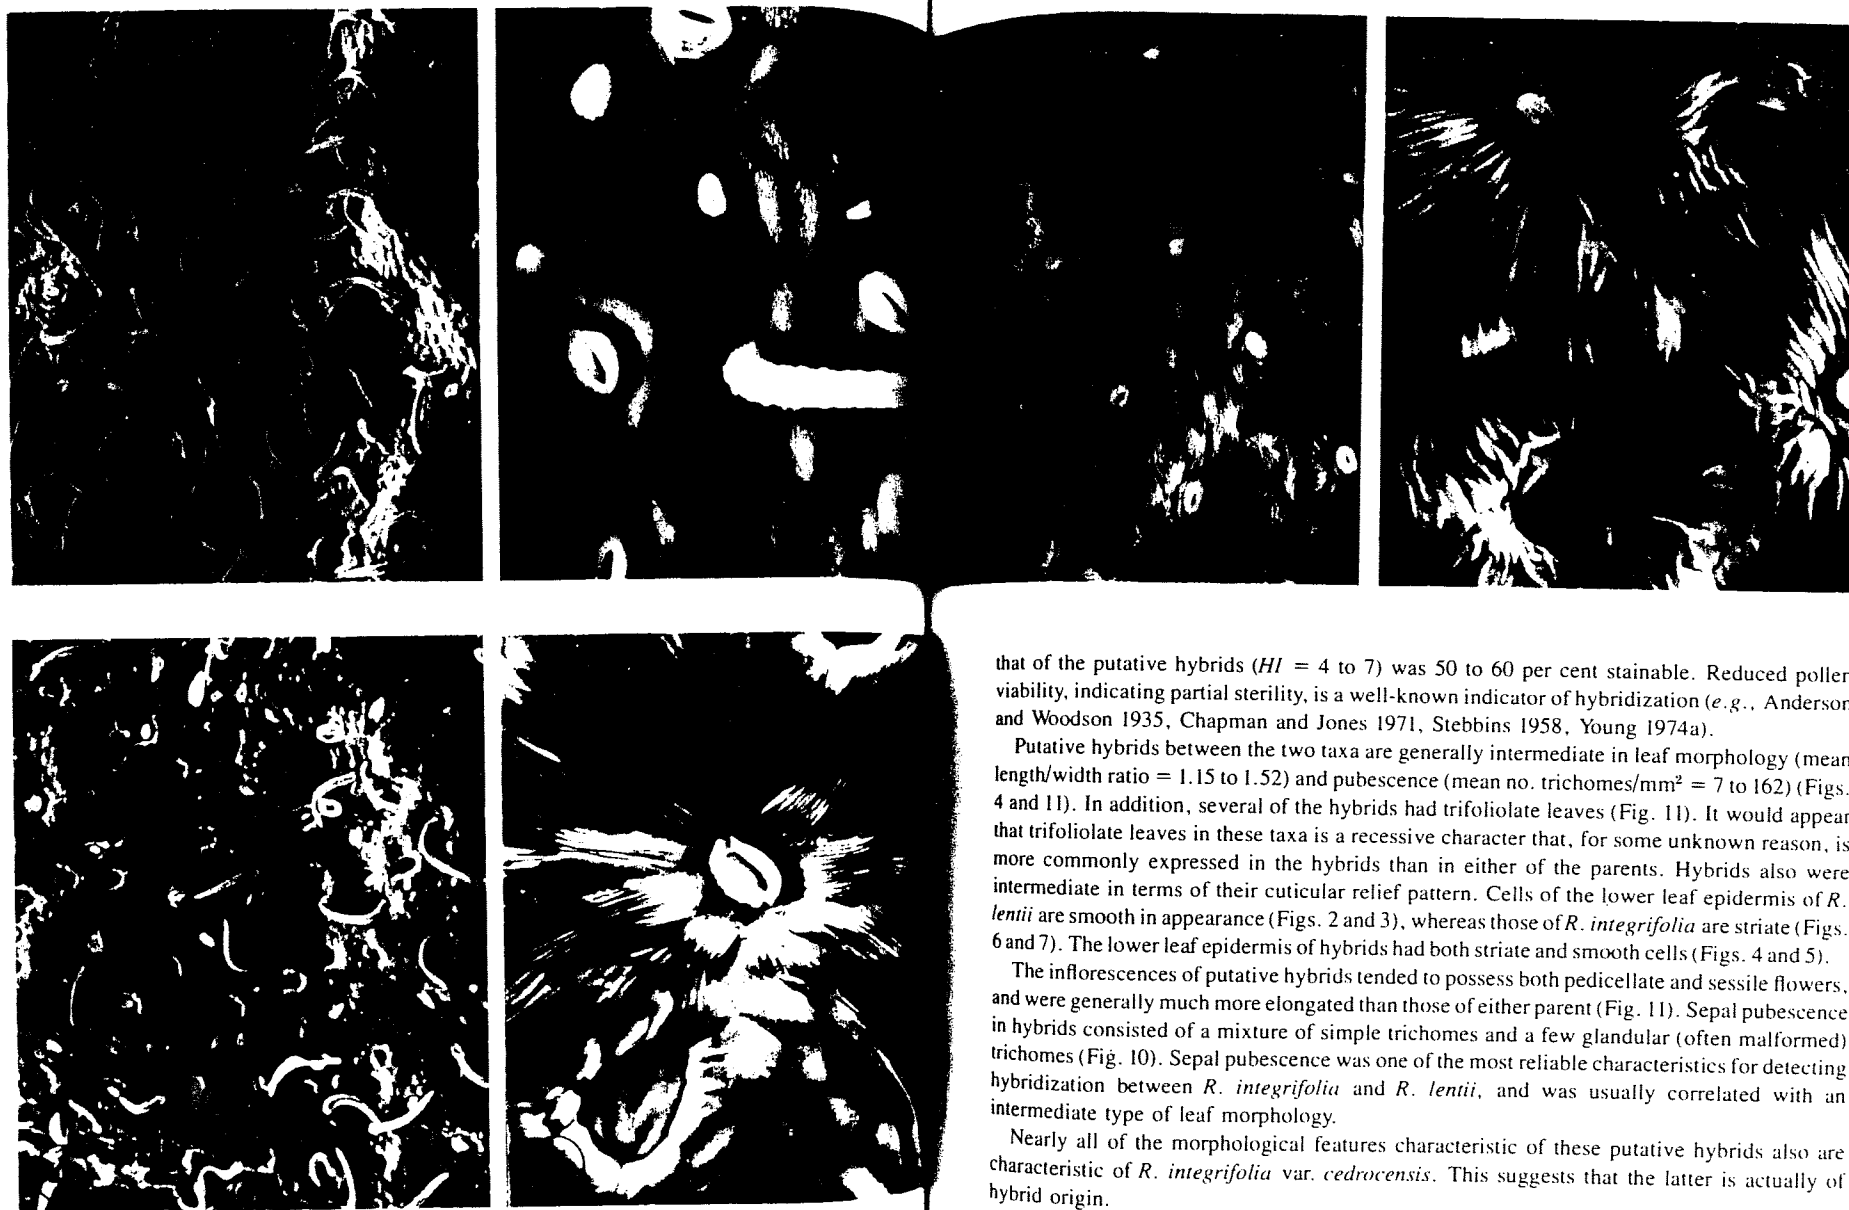 that of the putative hybrids (HI = 4 to 7) was 50 to 60 per cent stainable. Reduced poller
viability, indicating partial sterility, is a well-known indicator of hybridization (e.g., Anderson
and Woodson 1935, Chapman and Jones 1971, Stebbins 1958, Young 1974a).
Putative hybrids between the two taxa are generally intermediate in leaf morphology (mean
length/width ratio = 1.15 to 1.52) and pubescence (mean no. trichomes/mm² = 7 to 162) (Figs.
4 and 11). In addition, several of the hybrids had trifoliolate leaves (Fig. 11). It would appear
that trifoliolate leaves in these taxa is a recessive character that, for some unknown reason, is
more commonly expressed in the hybrids than in either of the parents. Hybrids also were
intermediate in terms of their cuticular relief pattern. Cells of the lower leaf epidermis of R.
lentii are smooth in appearance (Figs. 2 and 3), whereas those of R. integrifolia are striate (Figs.
6 and 7). The lower leaf epidermis of hybrids had both striate and smooth cells (Figs. 4 and 5).
The inflorescences of putative hybrids tended to possess both pedicellate and sessile flowers,
and were generally much more elongated than those of either parent (Fig. 11). Sepal pubescence
in hybrids consisted of a mixture of simple trichomes and a few glandular (often malformed)
trichomes (Fig. 10). Sepal pubescence was one of the most reliable characteristics for detecting
hybridization between R. integrifolia and R. lentii, and was usually correlated with an
intermediate type of leaf morphology.
Nearly all of the morphological features characteristic of these putative hybrids also are
characteristic of R. integrifolia var. cedrocensis. This suggests that the latter is actually of
hybrid origin.